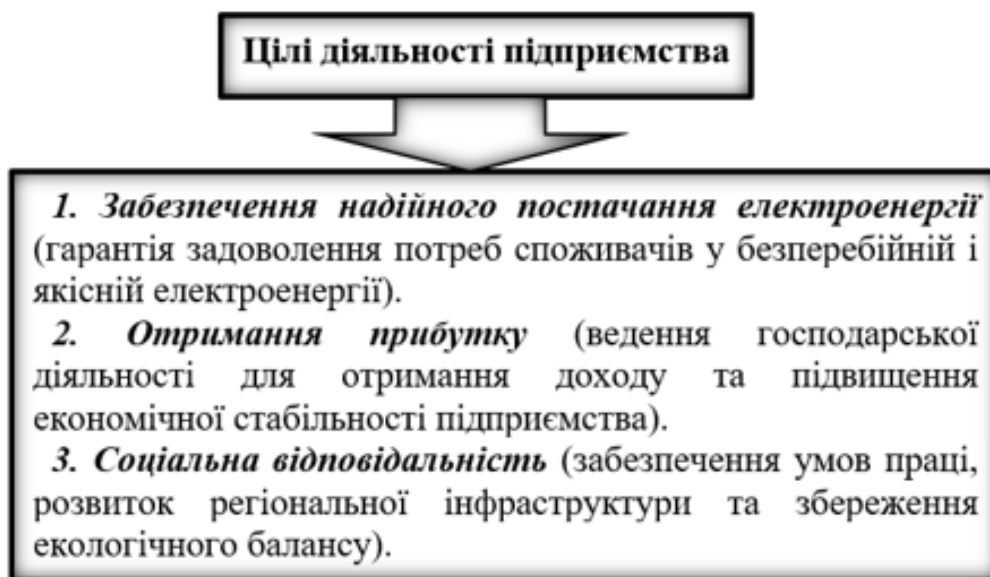 Цілі діяльності підприємства
1. Забезпечення надійного постачання електроенергії
(гарантія задоволення потреб споживачів у безперебійній і
якісній електроенергії).
2. Отримання прибутку (ведення господарської
діяльності для отримання доходу та підвищення
економічної стабільності підприємства).
3. Соціальна відповідальність (забезпечення умов праці,
розвиток регіональної інфраструктури та збереження
екологічного балансу).